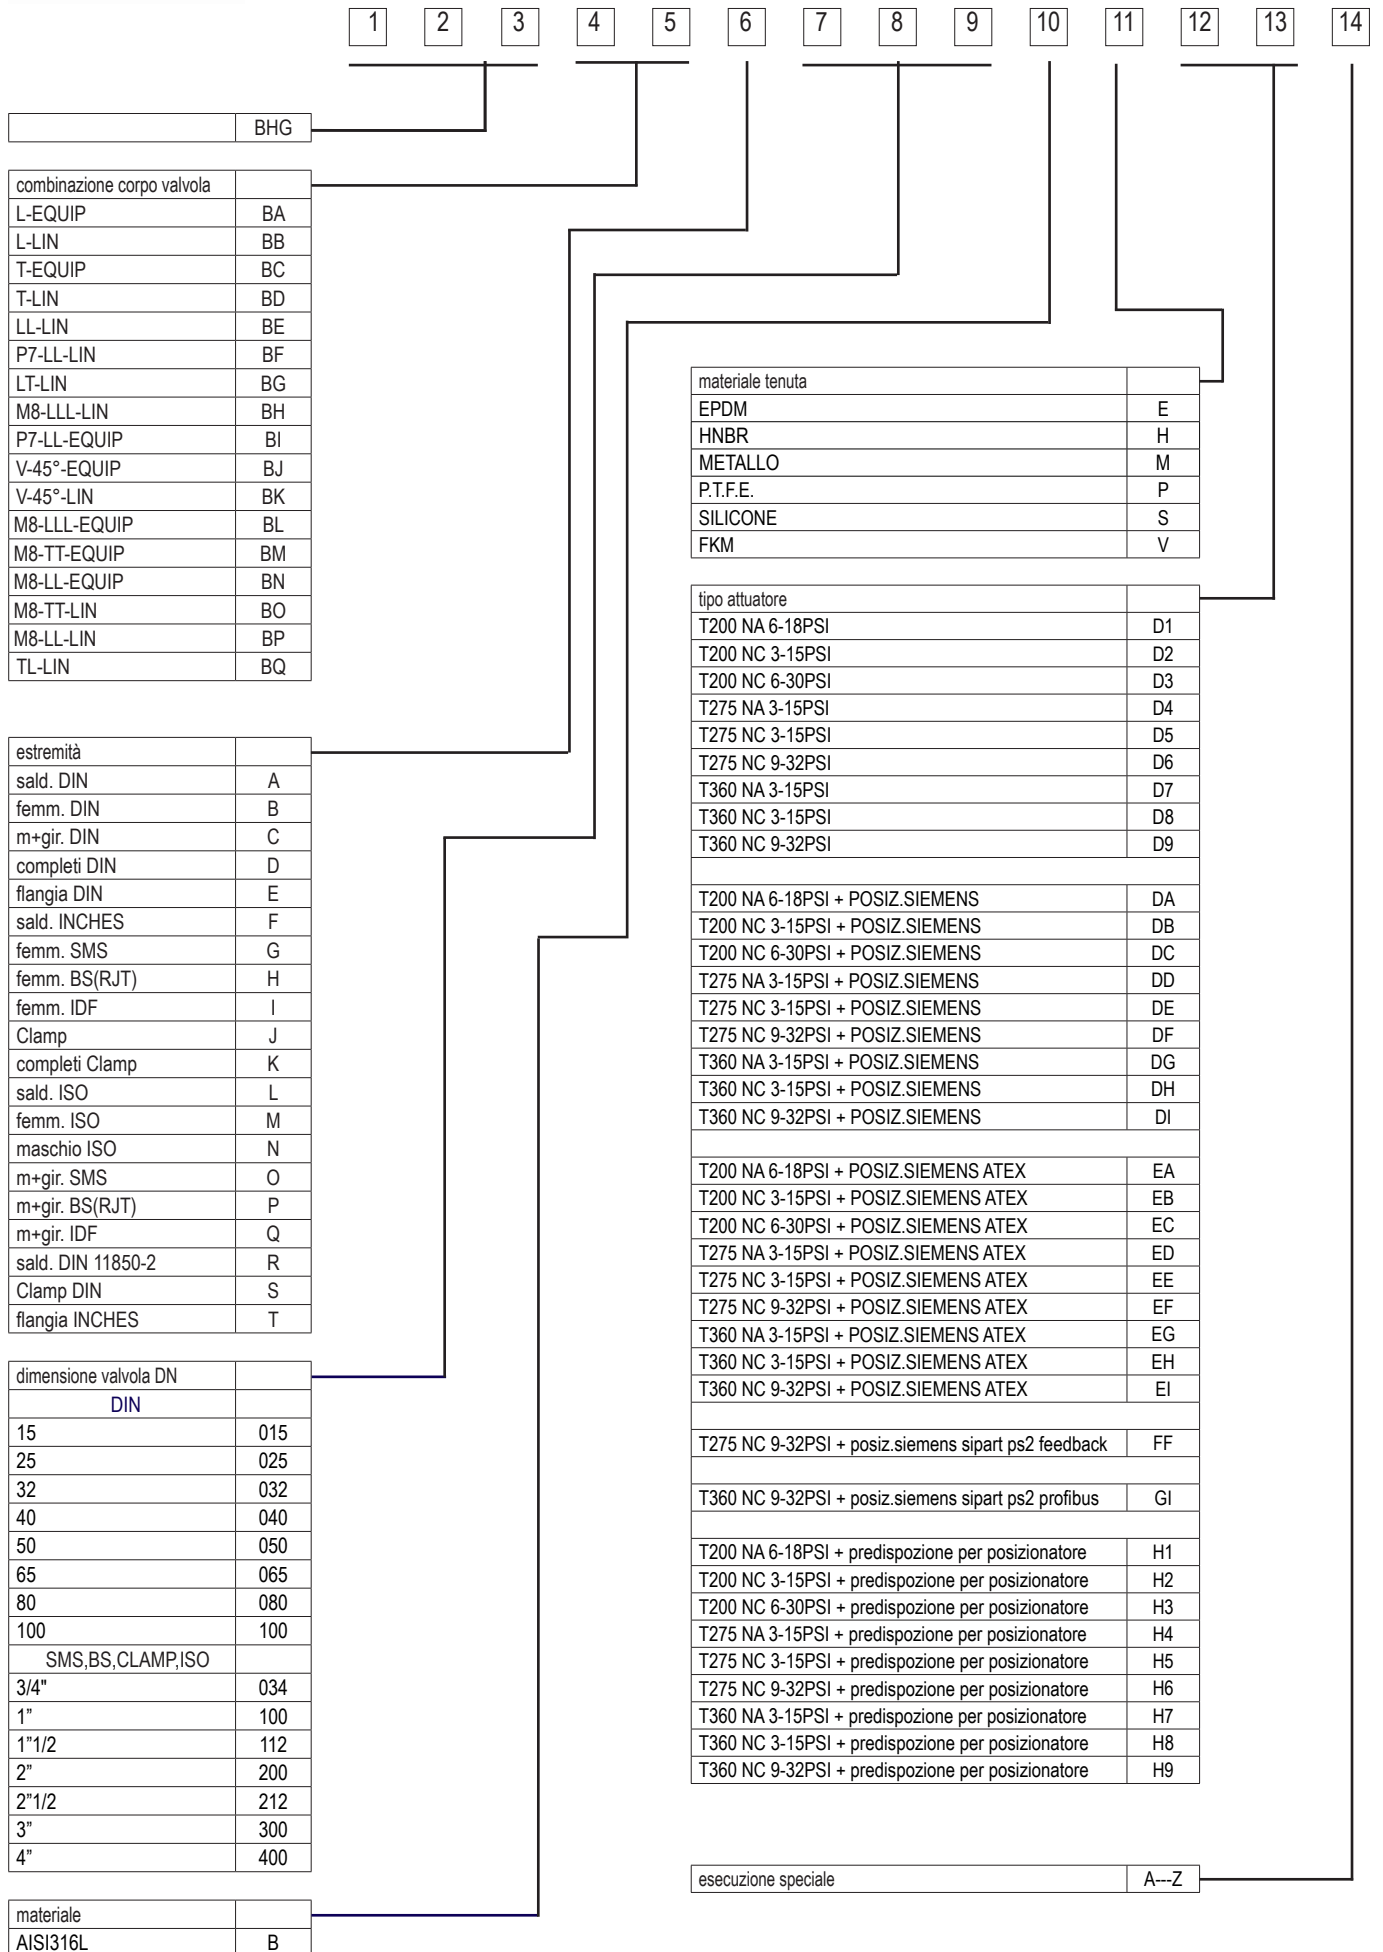 1 2 3 4 5 6 7 8 9 10 11 12 13 14
BHG
combinazione corpo valvola
L-EQUIP BA
L-LIN BB
T-EQUIP BC
T-LIN BD
LL-LIN BE
P7-LL-LIN BF
LT-LIN BG
M8-LLL-LIN BH
P7-LL-EQUIP BI
V-45°-EQUIP BJ
V-45°-LIN BK
M8-LLL-EQUIP BL
M8-TT-EQUIP BM
M8-LL-EQUIP BN
M8-TT-LIN BO
M8-LL-LIN BP
TL-LIN BQ
estremità
sald. DIN A
femm. DIN B
m+gir. DIN C
completi DIN D
flangia DIN E
sald. INCHES F
femm. SMS G
femm. BS(RJT) H
femm. IDF I
Clamp J
completi Clamp K
sald. ISO L
femm. ISO M
maschio ISO N
m+gir. SMS O
m+gir. BS(RJT) P
m+gir. IDF Q
sald. DIN 11850-2 R
Clamp DIN S
flangia INCHES T
dimensione valvola DN
DIN
15 015
25 025
32 032
40 040
50 050
65 065
80 080
100 100
SMS,BS,CLAMP,ISO
3/4" 034
1” 100
1”1/2 112
2” 200
2”1/2 212
3” 300
4” 400
materiale
AISI316L B
materiale tenuta
EPDM E
HNBR H
METALLO M
P.T.F.E. P
SILICONE S
FKM V
tipo attuatore
T200 NA 6-18PSI D1
T200 NC 3-15PSI D2
T200 NC 6-30PSI D3
T275 NA 3-15PSI D4
T275 NC 3-15PSI D5
T275 NC 9-32PSI D6
T360 NA 3-15PSI D7
T360 NC 3-15PSI D8
T360 NC 9-32PSI D9
T200 NA 6-18PSI + POSIZ.SIEMENS DA
T200 NC 3-15PSI + POSIZ.SIEMENS DB
T200 NC 6-30PSI + POSIZ.SIEMENS DC
T275 NA 3-15PSI + POSIZ.SIEMENS DD
T275 NC 3-15PSI + POSIZ.SIEMENS DE
T275 NC 9-32PSI + POSIZ.SIEMENS DF
T360 NA 3-15PSI + POSIZ.SIEMENS DG
T360 NC 3-15PSI + POSIZ.SIEMENS DH
T360 NC 9-32PSI + POSIZ.SIEMENS DI
T200 NA 6-18PSI + POSIZ.SIEMENS ATEX EA
T200 NC 3-15PSI + POSIZ.SIEMENS ATEX EB
T200 NC 6-30PSI + POSIZ.SIEMENS ATEX EC
T275 NA 3-15PSI + POSIZ.SIEMENS ATEX ED
T275 NC 3-15PSI + POSIZ.SIEMENS ATEX EE
T275 NC 9-32PSI + POSIZ.SIEMENS ATEX EF
T360 NA 3-15PSI + POSIZ.SIEMENS ATEX EG
T360 NC 3-15PSI + POSIZ.SIEMENS ATEX EH
T360 NC 9-32PSI + POSIZ.SIEMENS ATEX EI
T275 NC 9-32PSI + posiz.siemens sipart ps2 feedback FF
T360 NC 9-32PSI + posiz.siemens sipart ps2 profibus GI
T200 NA 6-18PSI + predispozione per posizionatore H1
T200 NC 3-15PSI + predispozione per posizionatore H2
T200 NC 6-30PSI + predispozione per posizionatore H3
T275 NA 3-15PSI + predispozione per posizionatore H4
T275 NC 3-15PSI + predispozione per posizionatore H5
T275 NC 9-32PSI + predispozione per posizionatore H6
T360 NA 3-15PSI + predispozione per posizionatore H7
T360 NC 3-15PSI + predispozione per posizionatore H8
T360 NC 9-32PSI + predispozione per posizionatore H9
esecuzione speciale A---Z